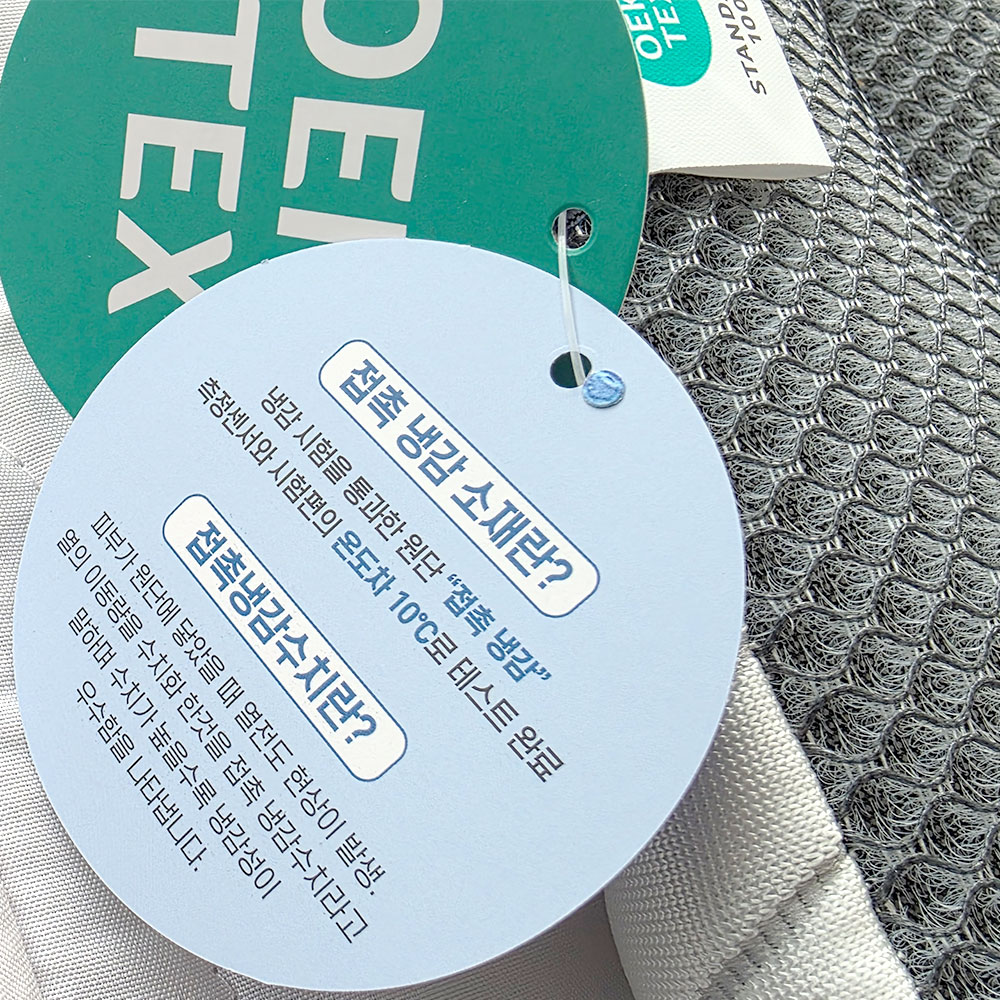 OEK
TEX
STAND
100
OEK
TEX
접촉 냉감 소재란?
냉감 시험을 통과한 원단 “접촉 냉감”
측정센서와 시험편의 온도차 10℃로 테스트 완료
접촉냉감수치란?
피부가 원단에 닿았을 때 열전도 현상이 발생.
열의 이동량을 수치화 한것을 접촉 냉감수치라고
말하며 수치가 높을수록 냉감성이
우수함을 나타냅니다.